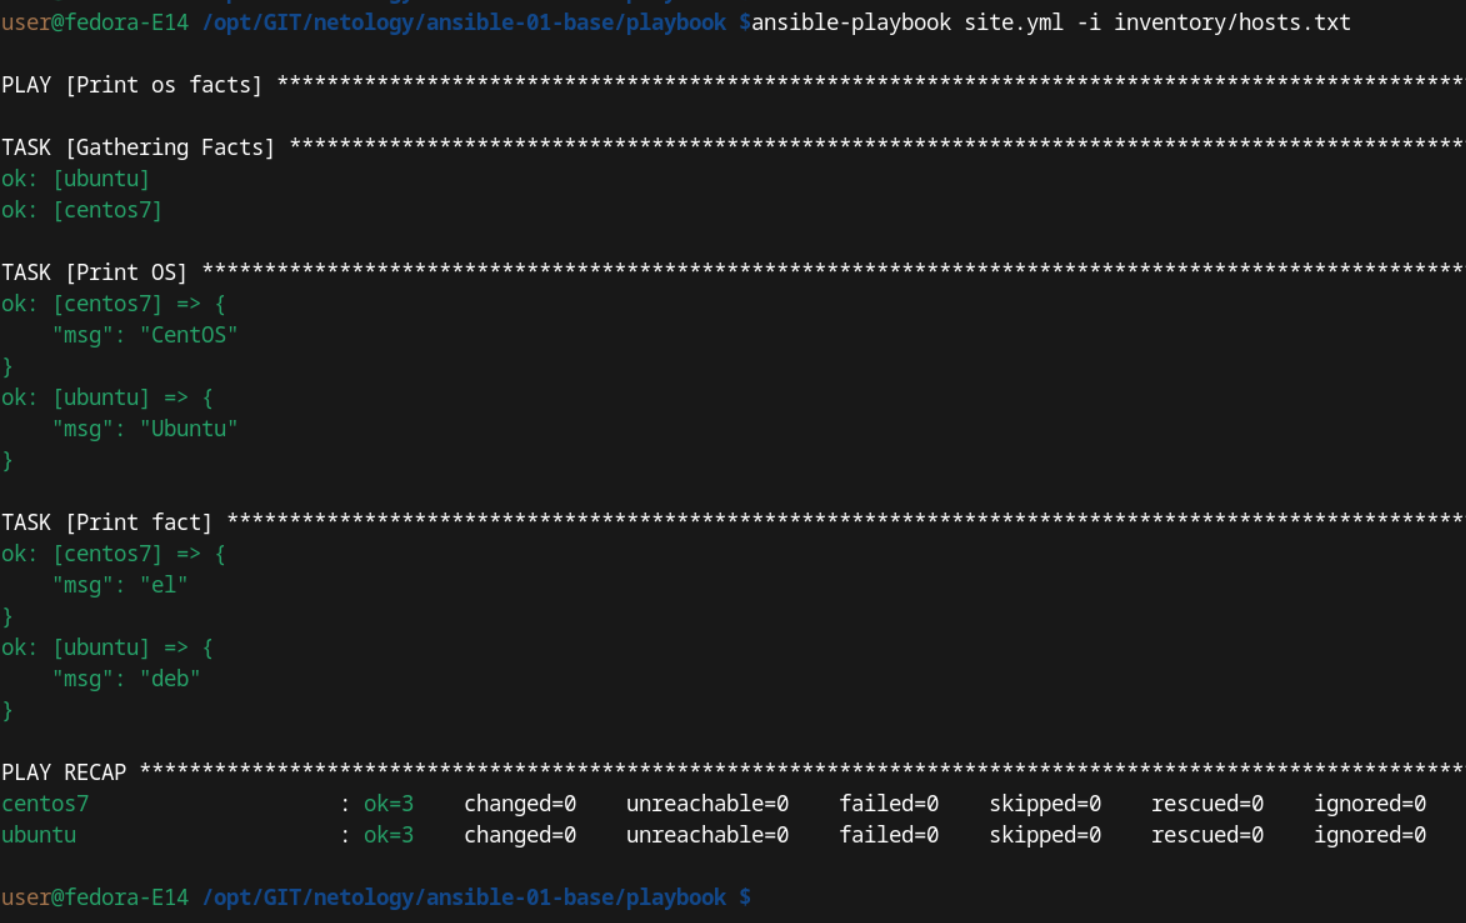 user@fedora-E14 /opt/GIT/netology/ansible-01-base/playbook $ansible-playbook site.yml -i inventory/hosts.txt
PLAY [Print os facts] ***********************************************************************************************
TASK [Gathering Facts] **********************************************************************************************
ok: [ubuntu]
ok: [centos7]
TASK [Print OS] *****************************************************************************************************
ok: [centos7] => {
    "msg": "CentOS"
}
ok: [ubuntu] => {
    "msg": "Ubuntu"
}
TASK [Print fact] ***************************************************************************************************
ok: [centos7] => {
    "msg": "el"
}
ok: [ubuntu] => {
    "msg": "deb"
}
PLAY RECAP **********************************************************************************************************
centos7                    : ok=3    changed=0    unreachable=0    failed=0    skipped=0    rescued=0    ignored=0
ubuntu                     : ok=3    changed=0    unreachable=0    failed=0    skipped=0    rescued=0    ignored=0
user@fedora-E14 /opt/GIT/netology/ansible-01-base/playbook $